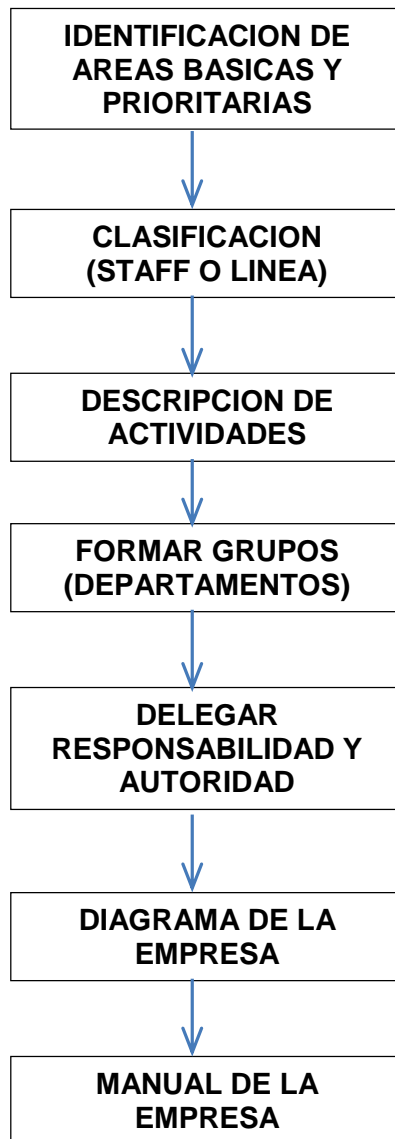 IDENTIFICACION DE
AREAS BASICAS Y
PRIORITARIAS
CLASIFICACION
(STAFF O LINEA)
DESCRIPCION DE
ACTIVIDADES
FORMAR GRUPOS
(DEPARTAMENTOS)
DELEGAR
RESPONSABILIDAD Y
AUTORIDAD
DIAGRAMA DE LA
EMPRESA
MANUAL DE LA
EMPRESA